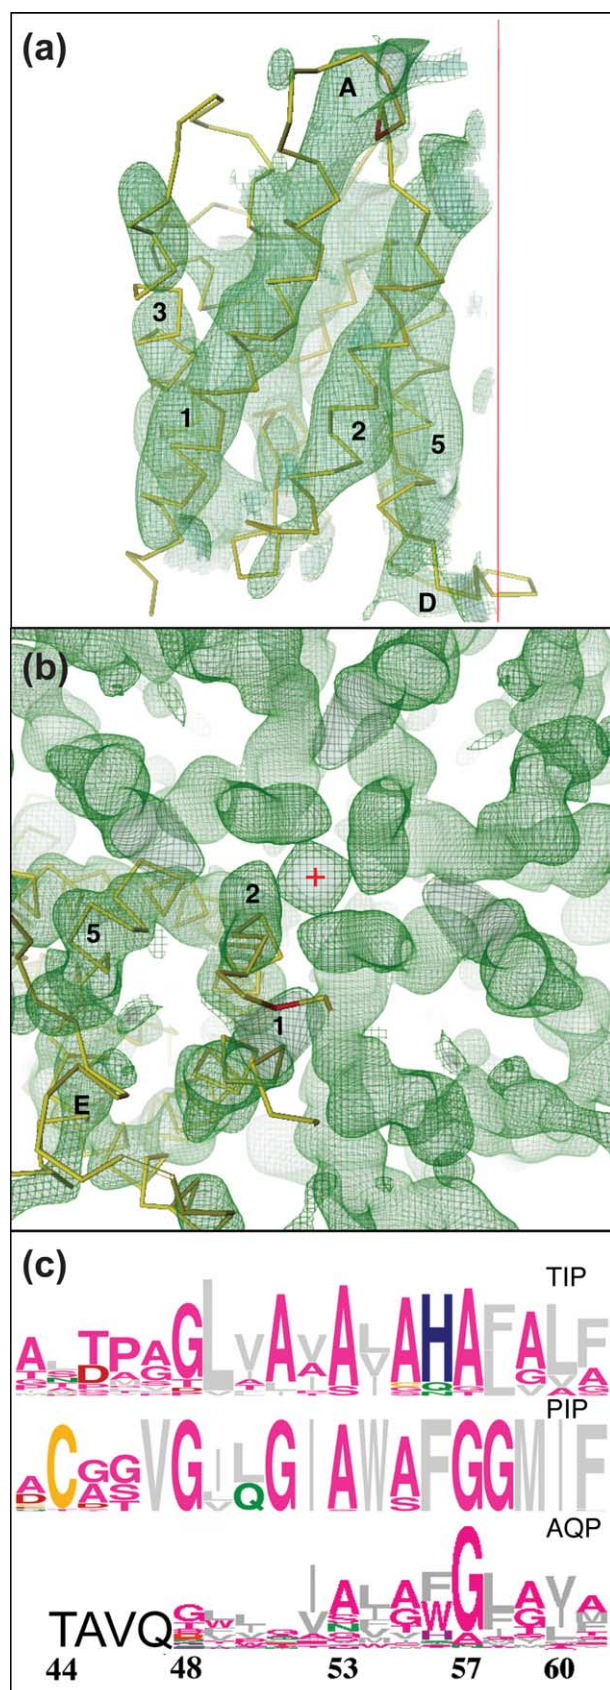 (a)
A
3
1
2
5
D
(b)
2
5
1
E
(c)
TIP
A T P A G L V A V A L A H A F A L F
PIP
A C G G V G I L G I A W A F G G M I F
AQP
I A L A F G L A Y A
TAVQ
44 48 53 57 60